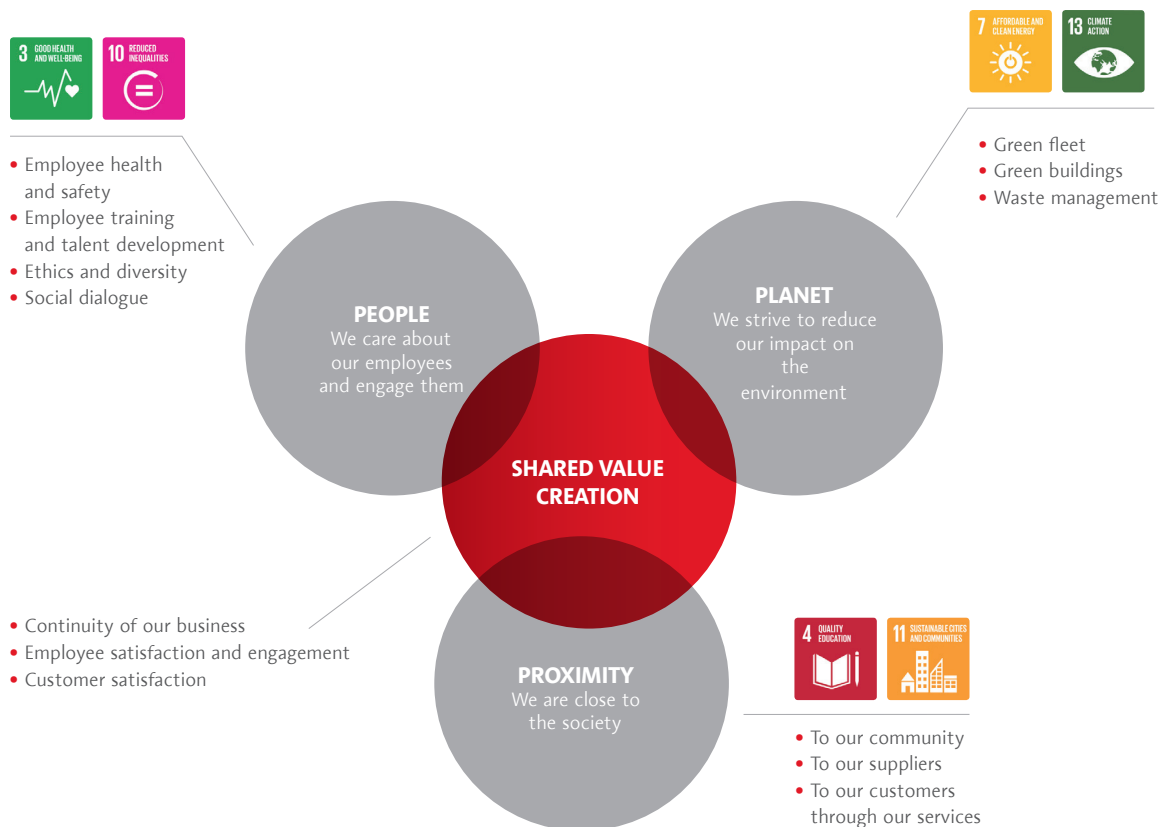 3 GOOD HEALTH
AND WELL-BEING
10 REDUCED
INEQUALITIES
• Employee health
and safety
• Employee training
and talent development
• Ethics and diversity
• Social dialogue
7 AFFORDABLE AND
CLEAN ENERGY
13 CLIMATE
ACTION
• Green fleet
• Green buildings
• Waste management
PEOPLE
We care about
our employees
and engage them
PLANET
We strive to reduce
our impact on
the
environment
SHARED VALUE
CREATION
• Continuity of our business
• Employee satisfaction and engagement
• Customer satisfaction
PROXIMITY
We are close to
the society
4 QUALITY
EDUCATION
11 SUSTAINABLE CITIES
AND COMMUNITIES
• To our community
• To our suppliers
• To our customers
through our services